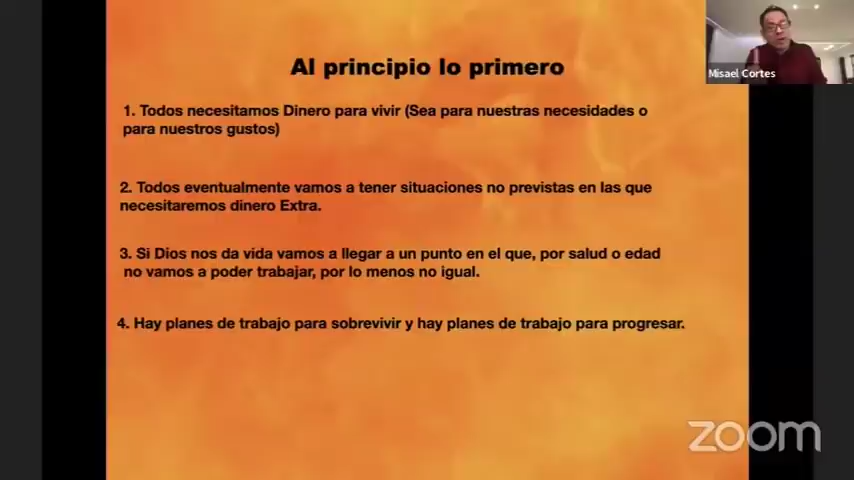 Al principio lo primero
Misael Cortes
1. Todos necesitamos Dinero para vivir (Sea para nuestras necesidades o
para nuestros gustos)
2. Todos eventualmente vamos a tener situaciones no previstas en las que
necesitaremos dinero Extra.
3. Si Dios nos da vida vamos a llegar a un punto en el que, por salud o edad
no vamos a poder trabajar, por lo menos no igual.
4. Hay planes de trabajo para sobrevivir y hay planes de trabajo para progresar.
zoom